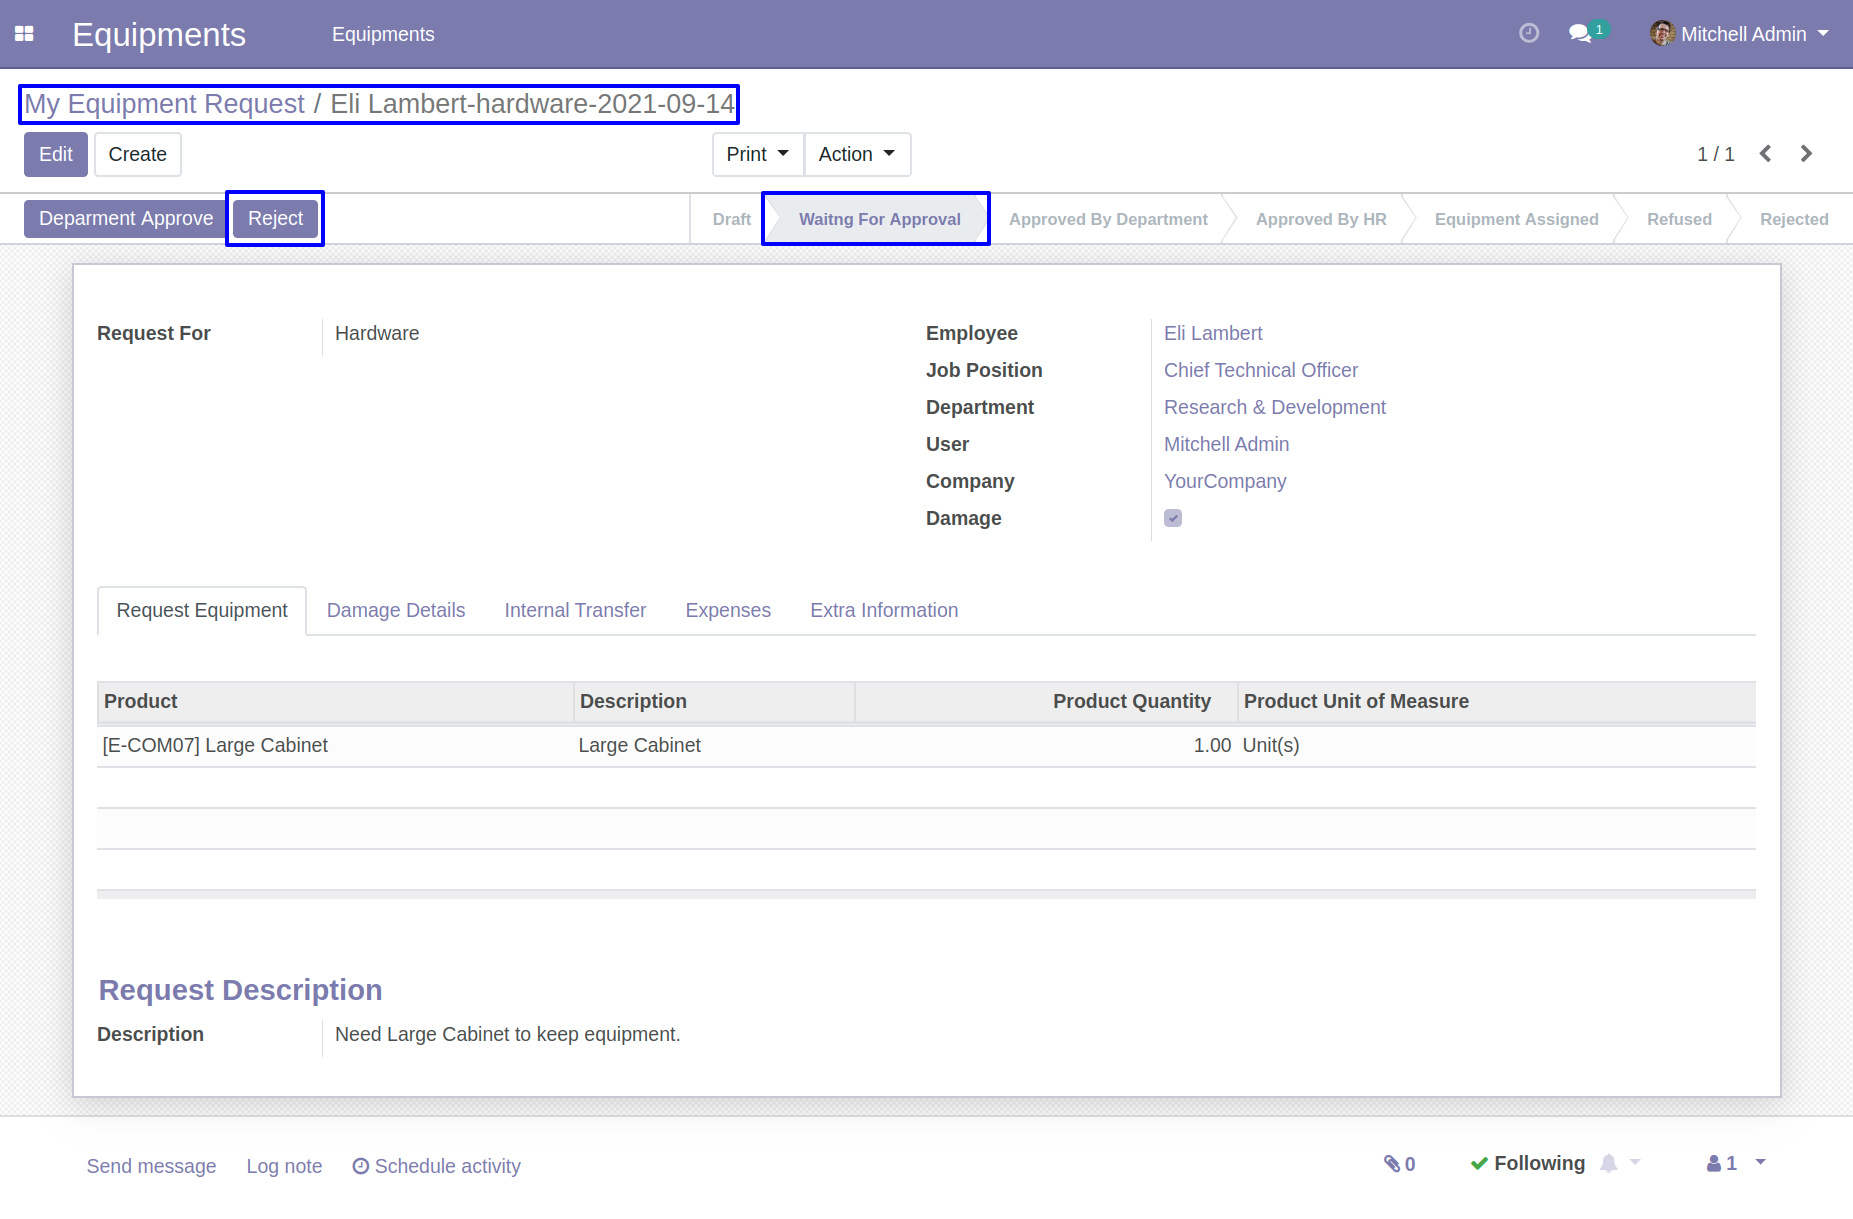 Equipments Equipments 1 Mitchell Admin
My Equipment Request / Eli Lambert-hardware-2021-09-14
Edit Create Print Action 1 / 1
Deparment Approve Reject Draft Waitng For Approval Approved By Department Approved By HR Equipment Assigned Refused Rejected
Request For Hardware
Employee Eli Lambert
Job Position Chief Technical Officer
Department Research & Development
User Mitchell Admin
Company YourCompany
Damage
Request Equipment Damage Details Internal Transfer Expenses Extra Information
Product Description Product Quantity Product Unit of Measure
[E-COM07] Large Cabinet Large Cabinet 1.00 Unit(s)
Request Description
Description Need Large Cabinet to keep equipment.
Send message Log note Schedule activity 0 Following 1